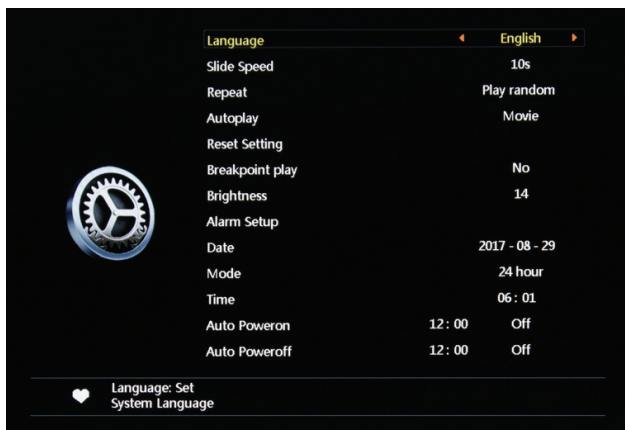 Language English
Slide Speed 10s
Repeat Play random
Autoplay Movie
Reset Setting
Breakpoint play No
Brightness 14
Alarm Setup
Date 2017 - 08 - 29
Mode 24 hour
Time 06 : 01
Auto Poweron 12 : 00 Off
Auto Poweroff 12 : 00 Off
Language: Set
System Language